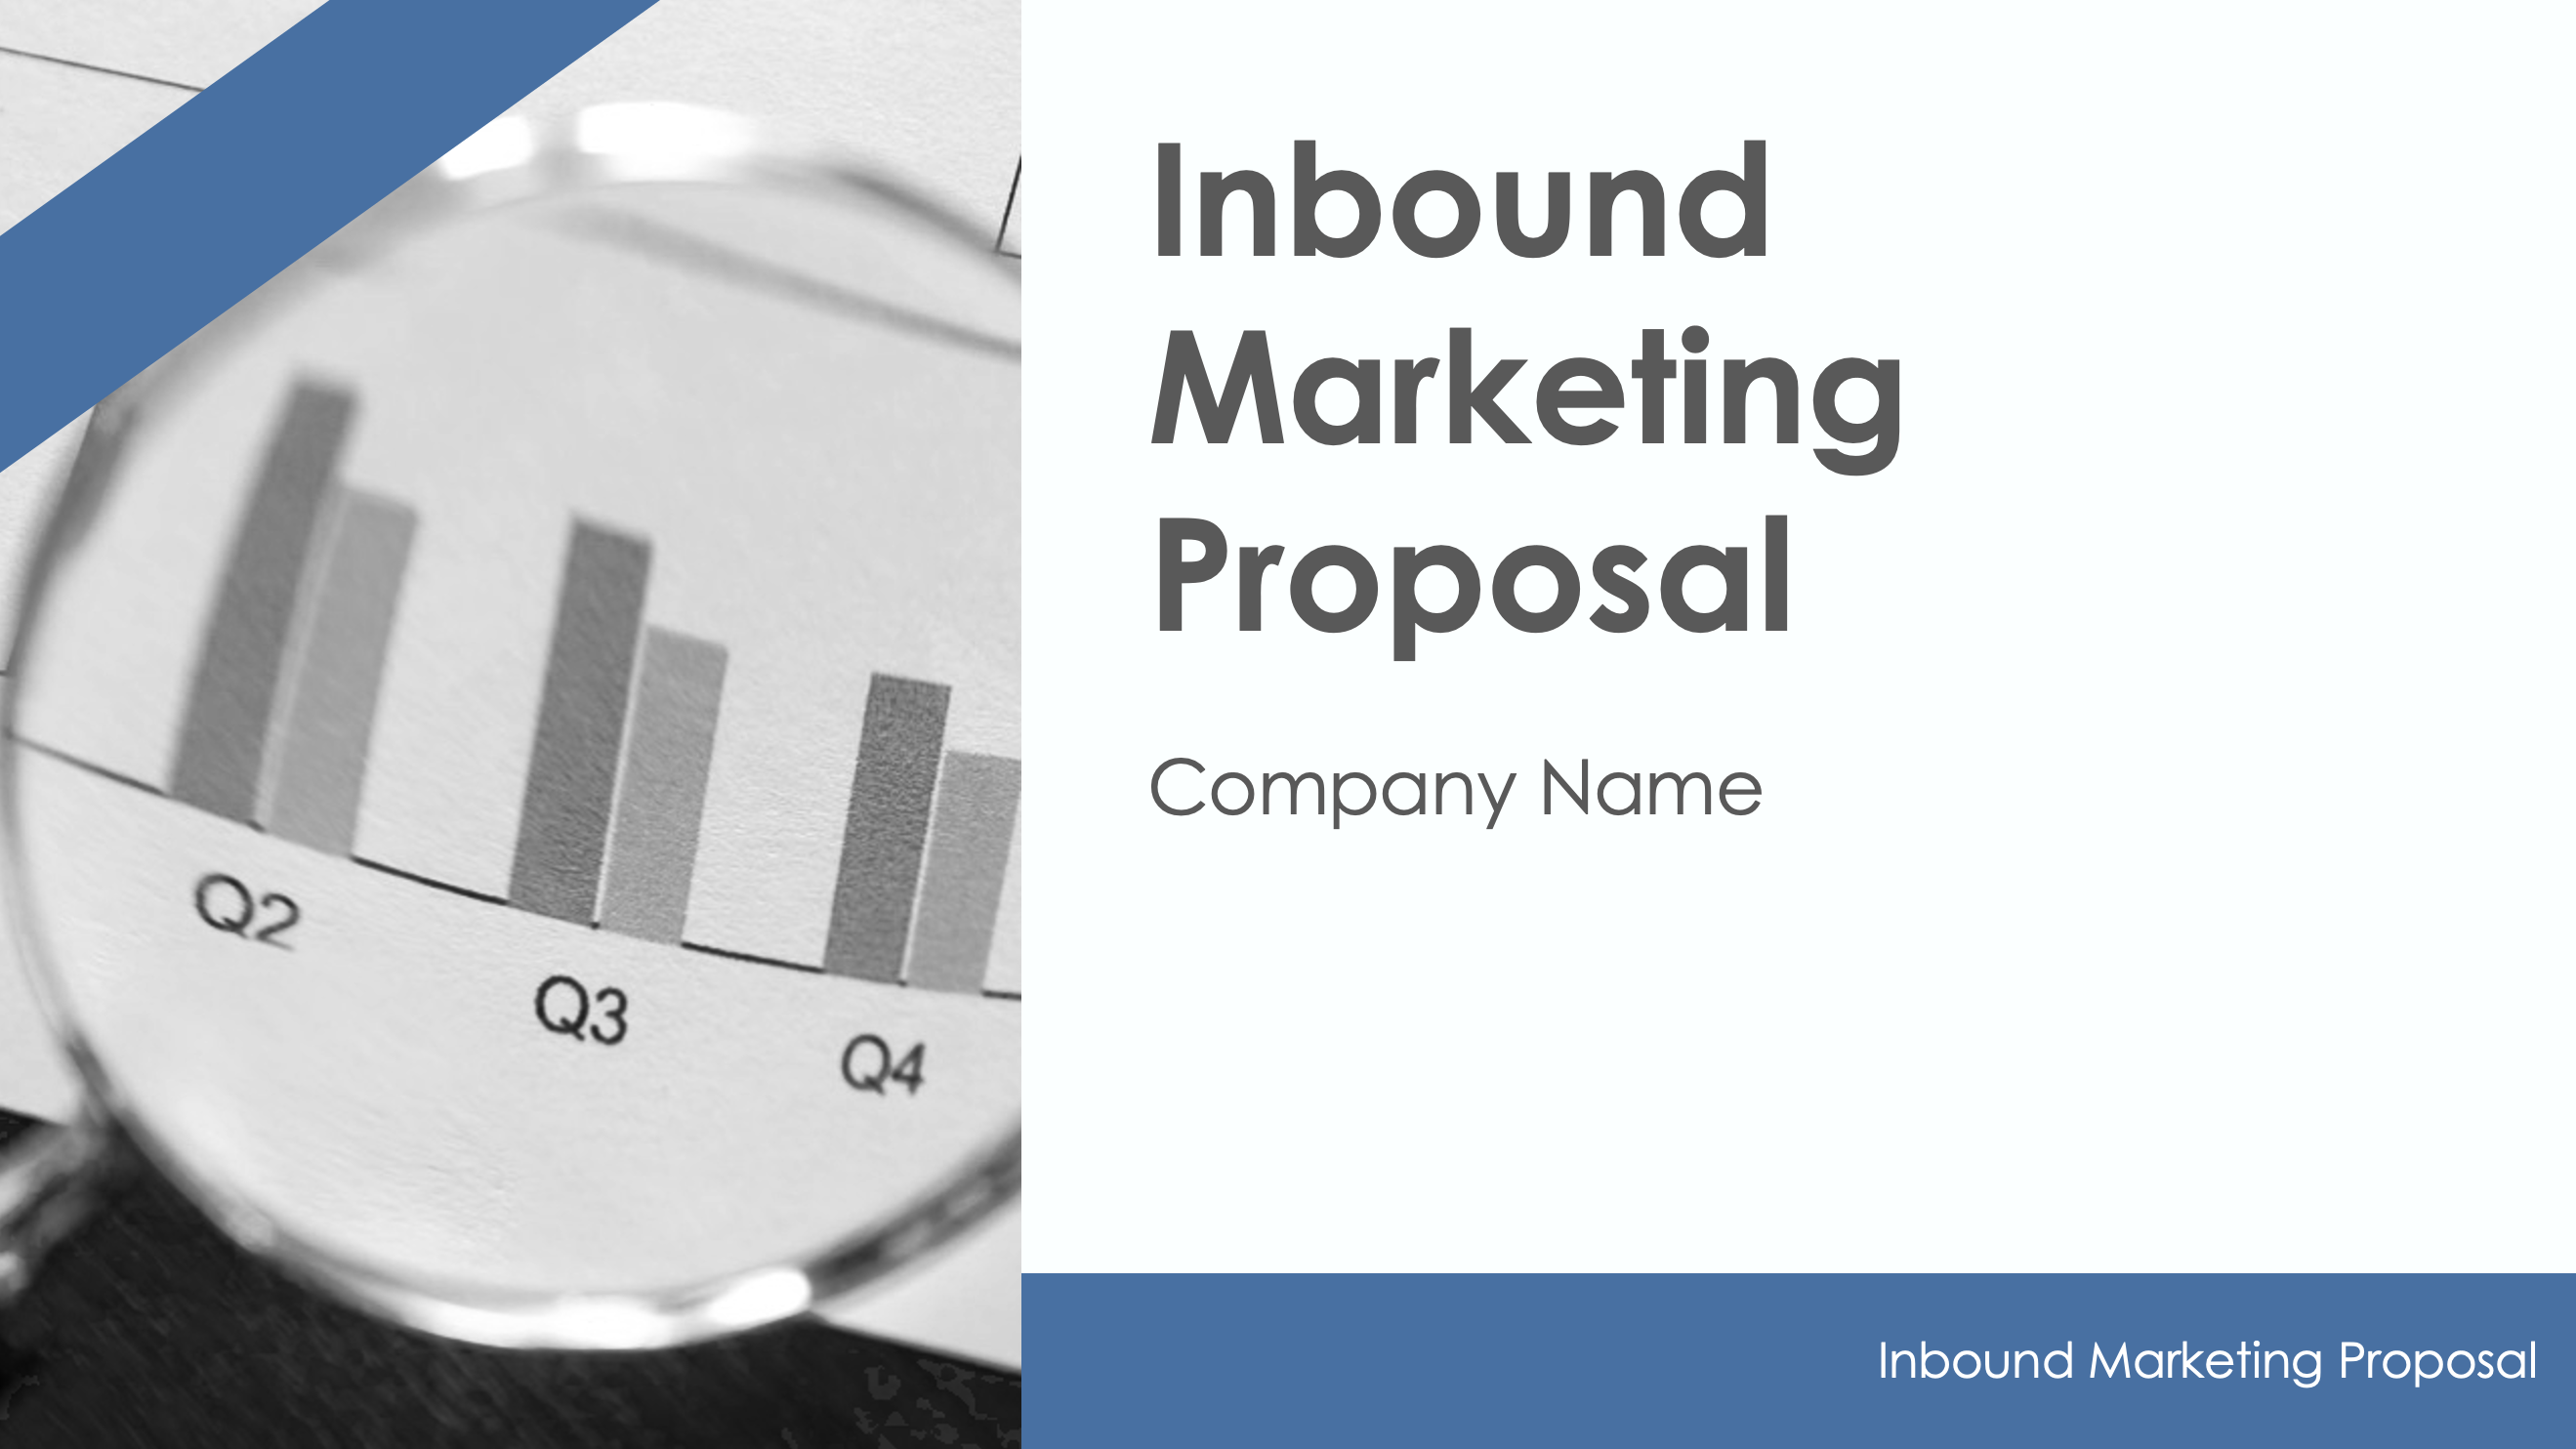 Inbound
Marketing
Proposal
Company Name
Q2
Q3
Q4
Inbound Marketing Proposal